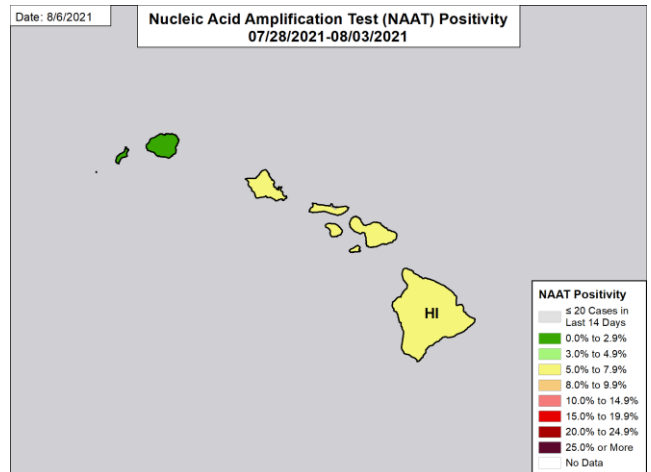 Date: 8/6/2021
Nucleic Acid Amplification Test (NAAT) Positivity
07/28/2021-08/03/2021
HI
NAAT Positivity
≤ 20 Cases in
Last 14 Days
0.0% to 2.9%
3.0% to 4.9%
5.0% to 7.9%
8.0% to 9.9%
10.0% to 14.9%
15.0% to 19.9%
20.0% to 24.9%
25.0% or More
No Data